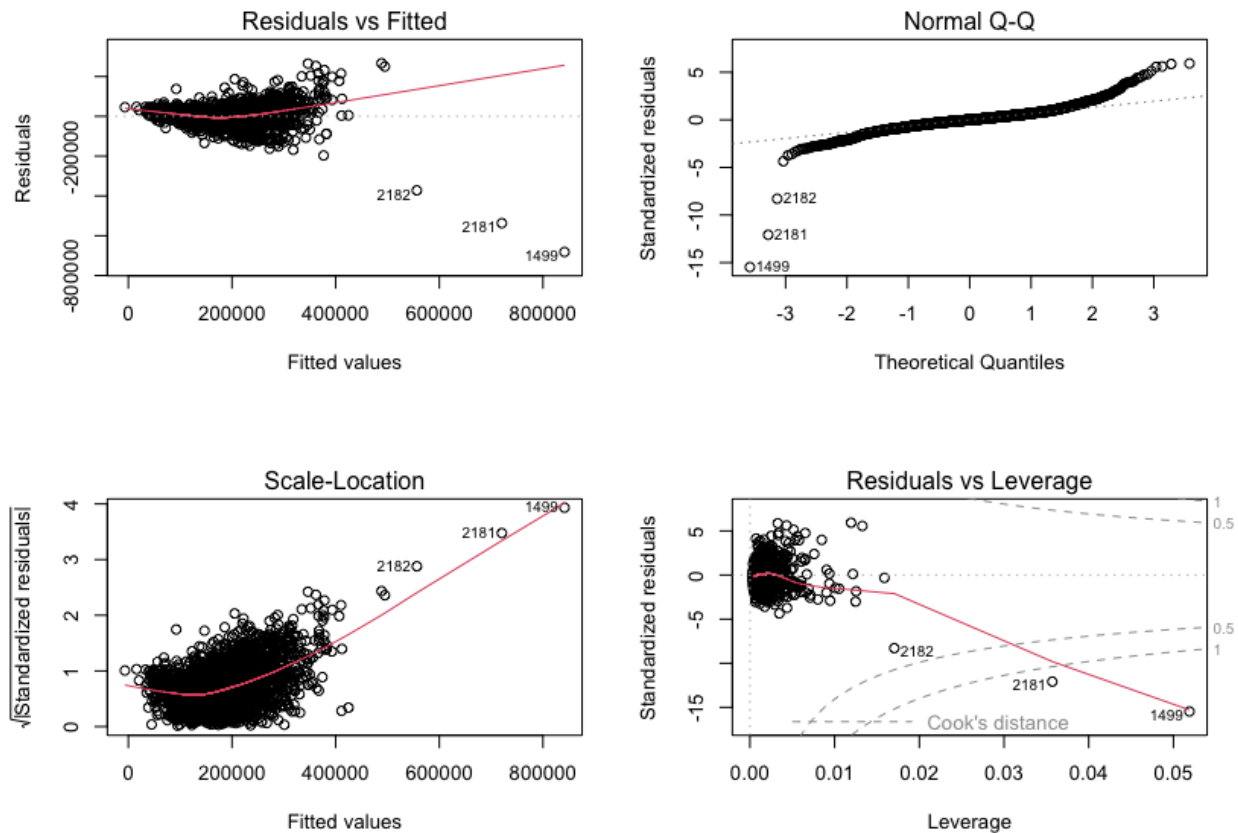 Residuals vs Fitted
Residuals
-200000
-800000
2182
2181
1499
0 200000 400000 600000 800000
Fitted values
Normal Q-Q
Standardized residuals
5
0
-5
-10
-15
2182
2181
1499
-3 -2 -1 0 1 2 3
Theoretical Quantiles
Scale-Location
√|Standardized residuals|
4
3
2
1
0
1499
2181
2182
0 200000 400000 600000 800000
Fitted values
Residuals vs Leverage
Standardized residuals
5
0
-5
-15
1
0.5
0.5
1
2182
2181
1499
Cook's distance
0.00 0.01 0.02 0.03 0.04 0.05
Leverage